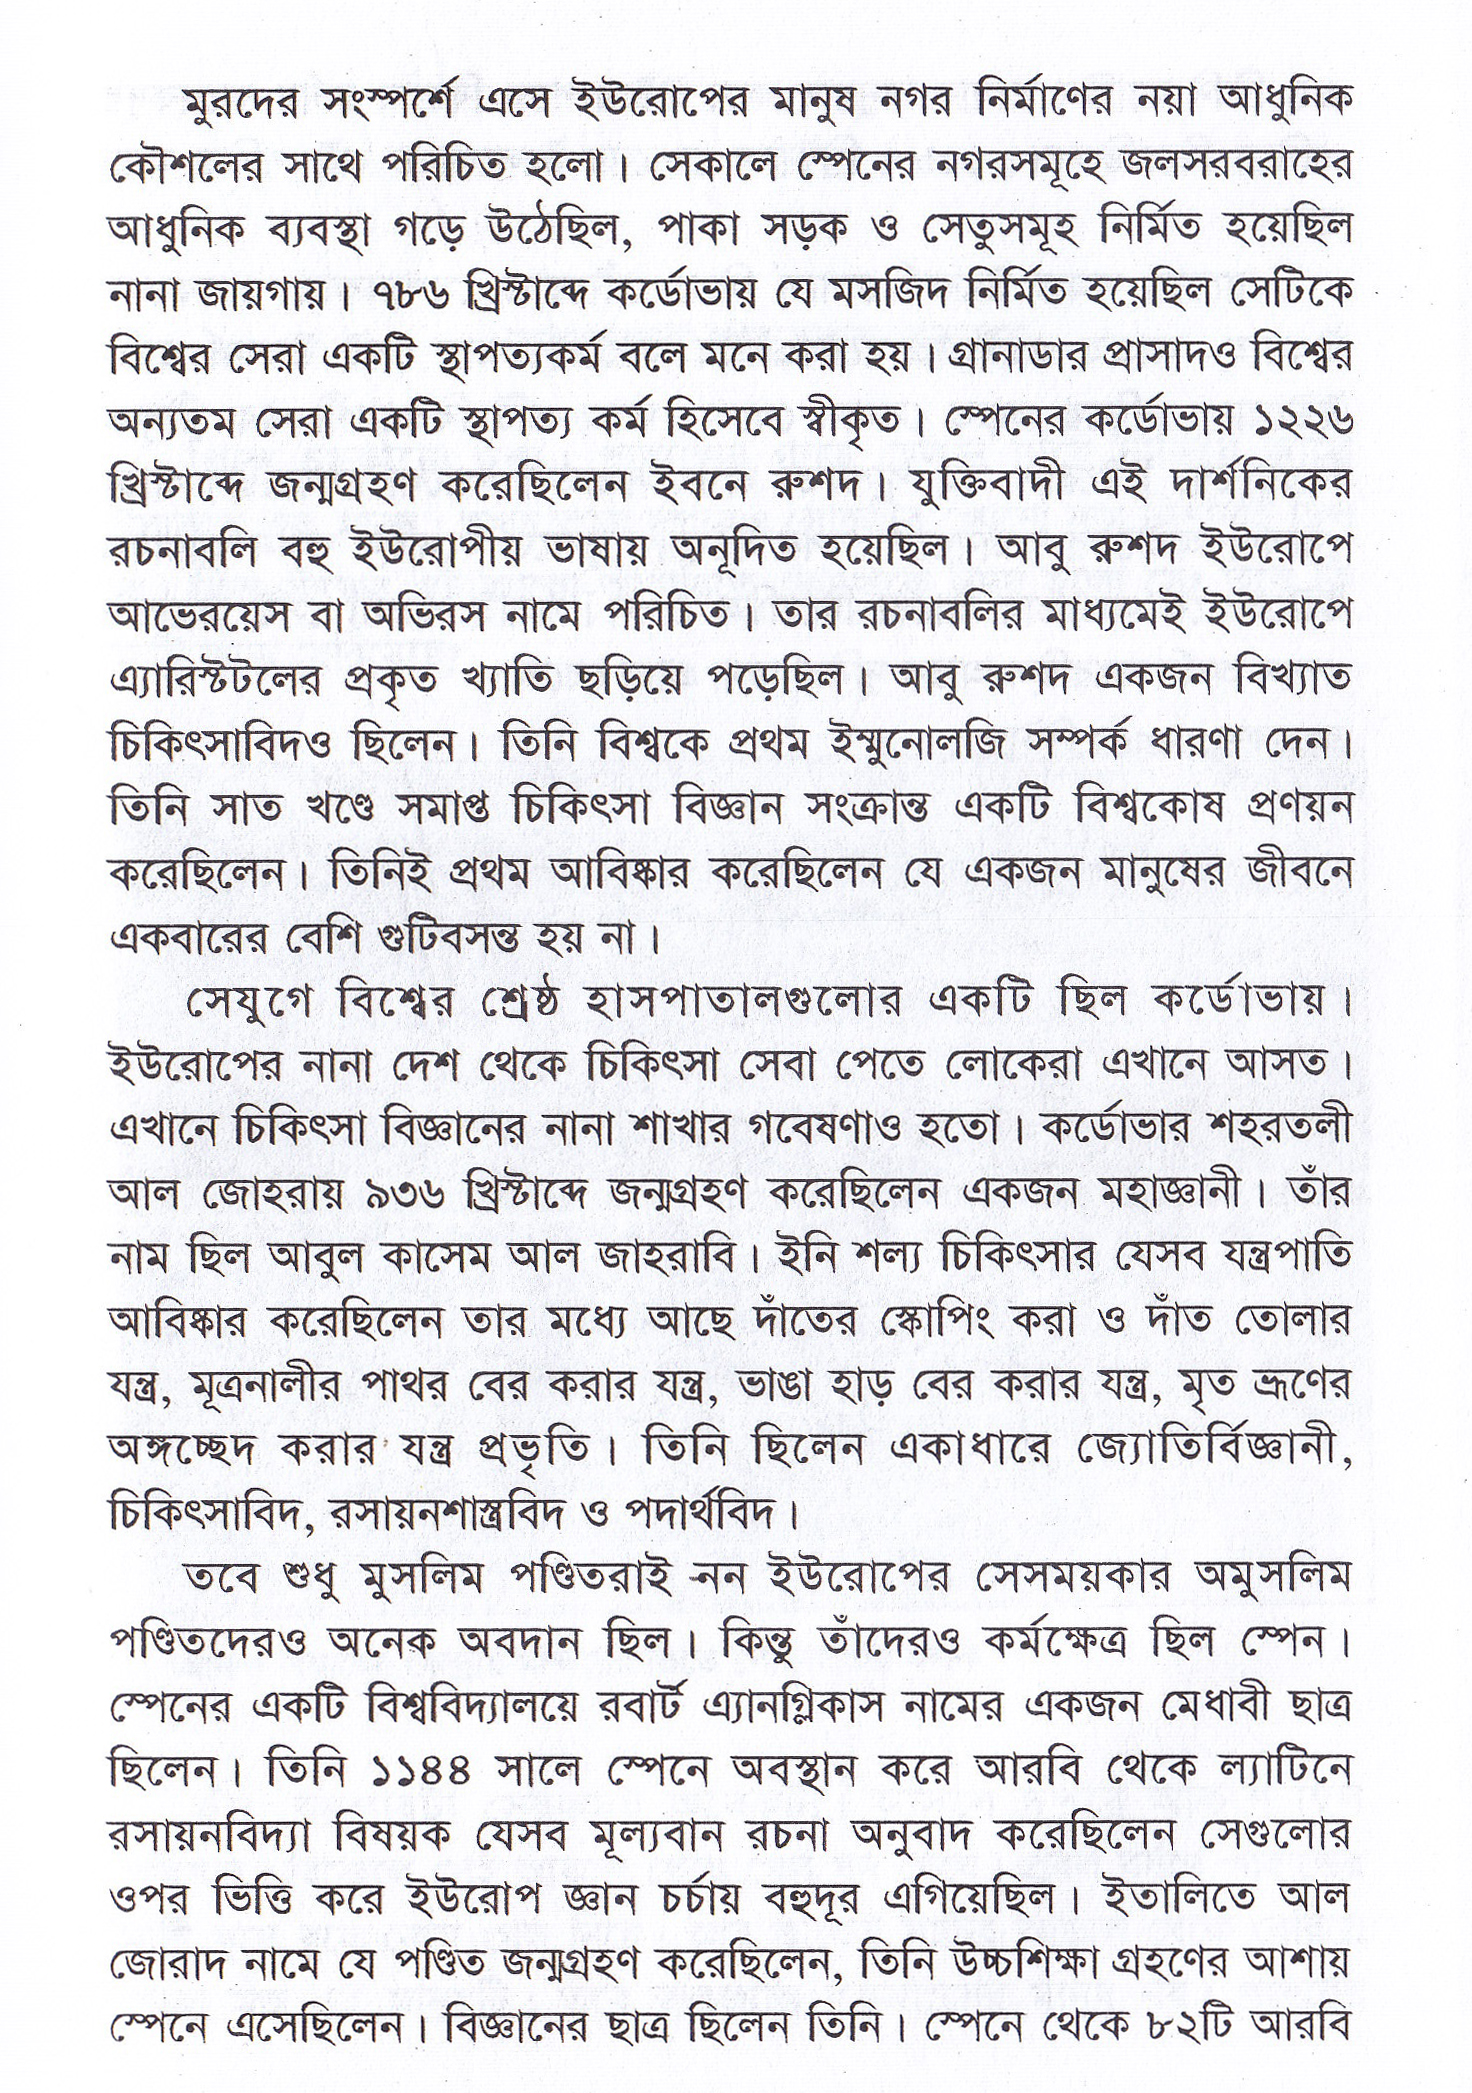 মুরদের সংস্পর্শে এসে ইউরোপের মানুষ নগর নির্মাণের নয়া আধুনিক
কৌশলের সাথে পরিচিত হলো। সেকালে স্পেনের নগরসমূহে জলসরবরাহের
আধুনিক ব্যবস্থা গড়ে উঠেছিল, পাকা সড়ক ও সেতুসমূহ নির্মিত হয়েছিল
নানা জায়গায়। ৭৮৬ খ্রিস্টাব্দে কর্ডোভায় যে মসজিদ নির্মিত হয়েছিল সেটিকে
বিশ্বের সেরা একটি স্থাপত্যকর্ম বলে মনে করা হয়। গ্রানাডার প্রাসাদও বিশ্বের
অন্যতম সেরা একটি স্থাপত্য কর্ম হিসেবে স্বীকৃত। স্পেনের কর্ডোভায় ১২২৬
খ্রিস্টাব্দে জন্মগ্রহণ করেছিলেন ইবনে রুশদ। যুক্তিবাদী এই দার্শনিকের
রচনাবলি বহু ইউরোপীয় ভাষায় অনূদিত হয়েছিল। আবু রুশদ ইউরোপে
আভেরয়েস বা অভিরস নামে পরিচিত। তার রচনাবলির মাধ্যমেই ইউরোপে
এ্যারিস্টটলের প্রকৃত খ্যাতি ছড়িয়ে পড়েছিল। আবু রুশদ একজন বিখ্যাত
চিকিৎসাবিদও ছিলেন। তিনি বিশ্বকে প্রথম ইম্মুনোলজি সম্পর্ক ধারণা দেন।
তিনি সাত খণ্ডে সমাপ্ত চিকিৎসা বিজ্ঞান সংক্রান্ত একটি বিশ্বকোষ প্রণয়ন
করেছিলেন। তিনিই প্রথম আবিষ্কার করেছিলেন যে একজন মানুষের জীবনে
একবারের বেশি গুটিবসন্ত হয় না।
সেযুগে বিশ্বের শ্রেষ্ঠ হাসপাতালগুলোর একটি ছিল কর্ডোভায়।
ইউরোপের নানা দেশ থেকে চিকিৎসা সেবা পেতে লোকেরা এখানে আসত।
এখানে চিকিৎসা বিজ্ঞানের নানা শাখার গবেষণাও হতো। কর্ডোভার শহরতলী
আল জোহরায় ৯৩৬ খ্রিস্টাব্দে জন্মগ্রহণ করেছিলেন একজন মহাজ্ঞানী। তাঁর
নাম ছিল আবুল কাসেম আল জাহরাবি। ইনি শল্য চিকিৎসার যেসব যন্ত্রপাতি
আবিষ্কার করেছিলেন তার মধ্যে আছে দাঁতের স্কোপিং করা ও দাঁত তোলার
যন্ত্র, মূত্রনালীর পাথর বের করার যন্ত্র, ভাঙা হাড় বের করার যন্ত্র, মৃত ভ্রূণের
অঙ্গচ্ছেদ করার যন্ত্র প্রভৃতি। তিনি ছিলেন একাধারে জ্যোতির্বিজ্ঞানী,
চিকিৎসাবিদ, রসায়নশাস্ত্রবিদ ও পদার্থবিদ।
তবে শুধু মুসলিম পণ্ডিতরাই নন ইউরোপের সেসময়কার অমুসলিম
পণ্ডিতদেরও অনেক অবদান ছিল। কিন্তু তাঁদেরও কর্মক্ষেত্র ছিল স্পেন।
স্পেনের একটি বিশ্ববিদ্যালয়ে রবার্ট এ্যানগ্লিকাস নামের একজন মেধাবী ছাত্র
ছিলেন। তিনি ১১৪৪ সালে স্পেনে অবস্থান করে আরবি থেকে ল্যাটিনে
রসায়নবিদ্যা বিষয়ক যেসব মূল্যবান রচনা অনুবাদ করেছিলেন সেগুলোর
ওপর ভিত্তি করে ইউরোপ জ্ঞান চর্চায় বহুদূর এগিয়েছিল। ইতালিতে আল
জোরাদ নামে যে পণ্ডিত জন্মগ্রহণ করেছিলেন, তিনি উচ্চশিক্ষা গ্রহণের আশায়
স্পেনে এসেছিলেন। বিজ্ঞানের ছাত্র ছিলেন তিনি। স্পেনে থেকে ৮২টি আরবি